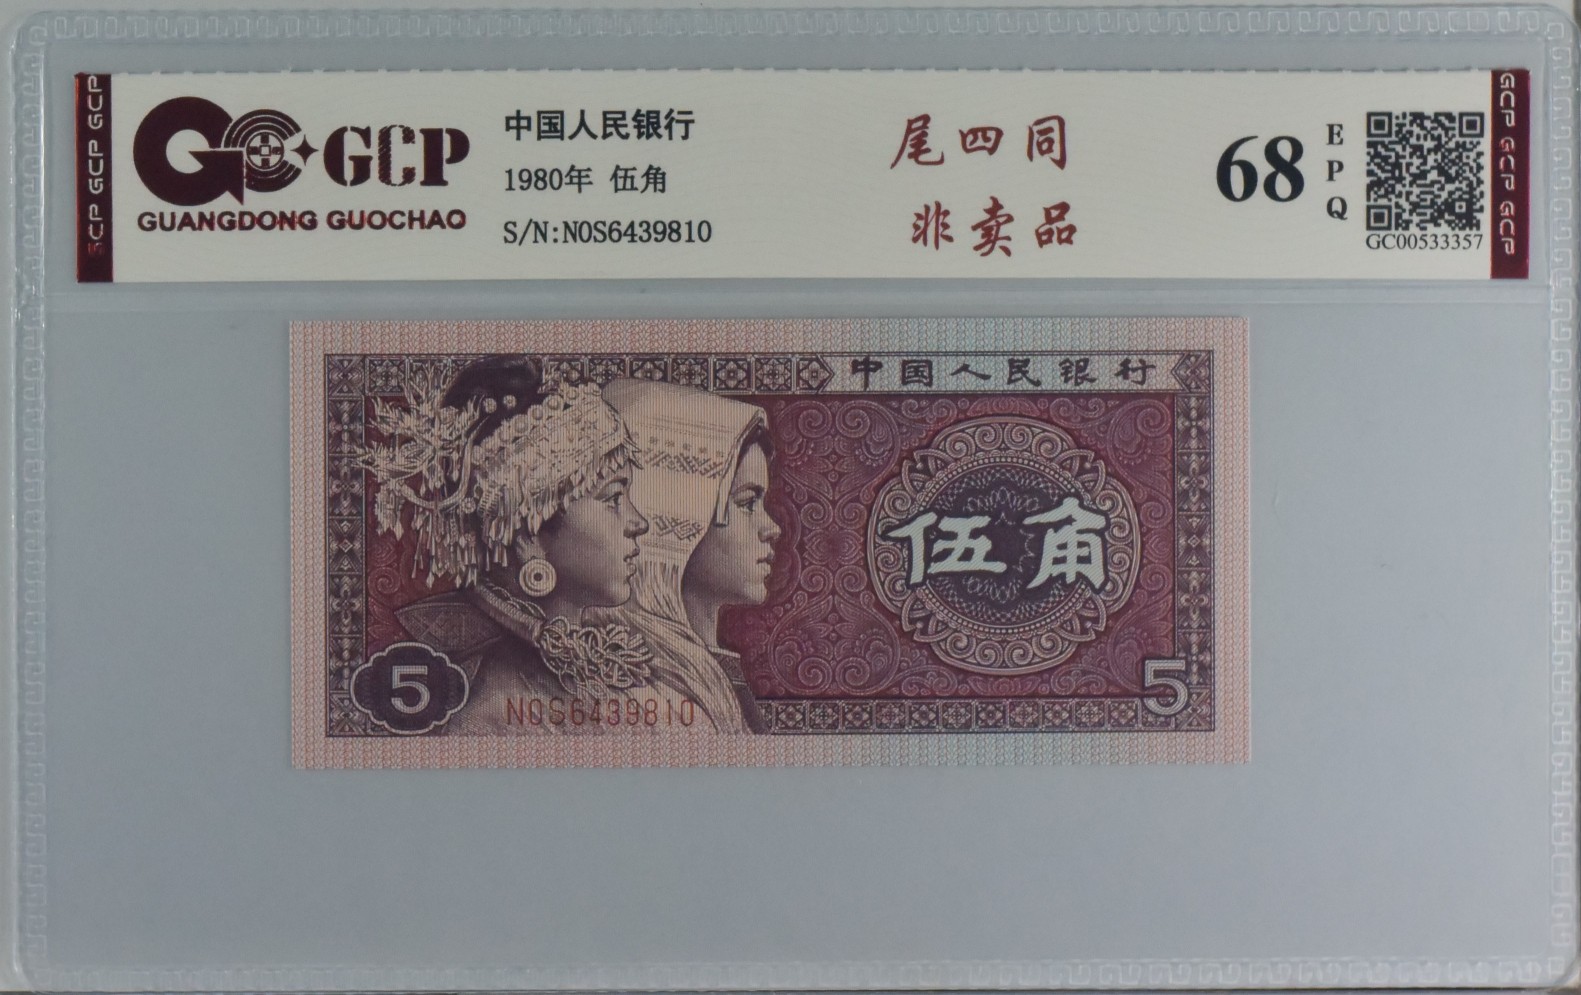 GCP GCP GCP
GCP
GUANGDONG GUOCHAO
中国人民银行
1980年 伍角
S/N:NOS6439810
尾四同
非卖品
68
EPQ
GC00533357
GCP GCP GCP
中国人民银行
伍角
5
NOS6439810
5